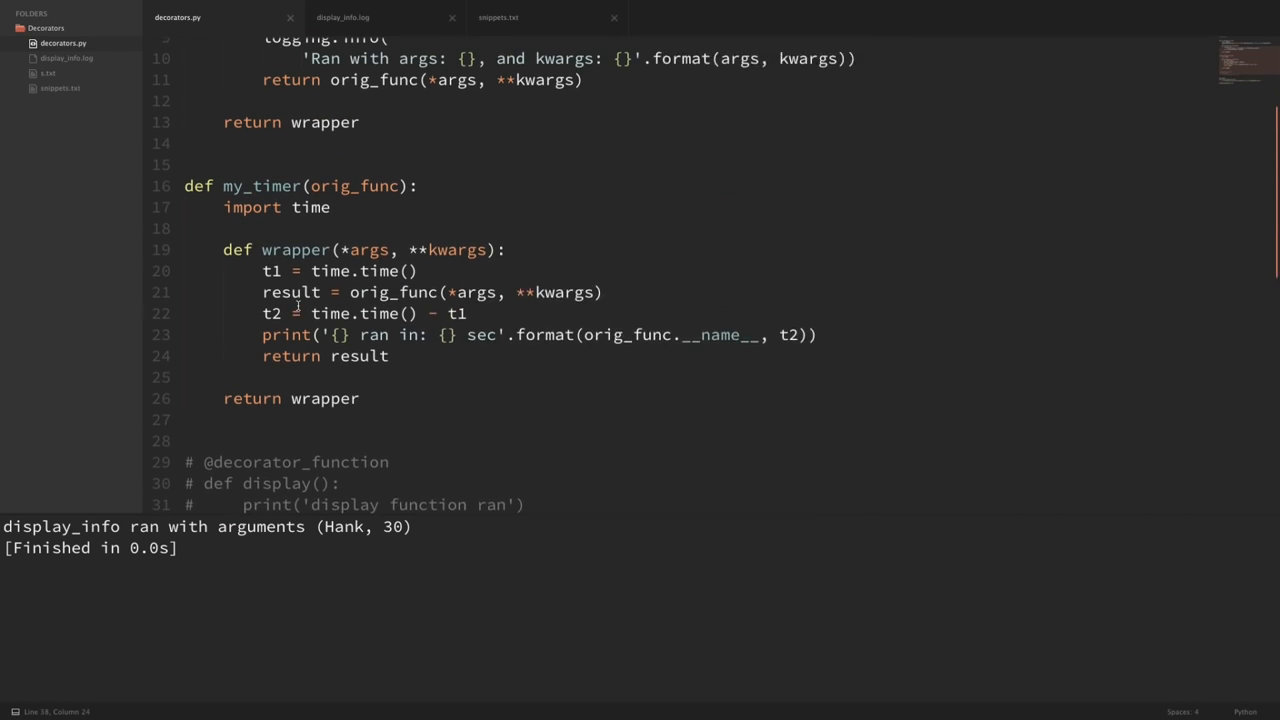 FOLDERS
Decorators
decorators.py
display_info.log
s.txt
snippets.txt
decorators.py × display_info.log × snippets.txt ×
9 logging.info(
10 'Ran with args: {}, and kwargs: {}'.format(args, kwargs))
11 return orig_func(*args, **kwargs)
12
13 return wrapper
14
15
16 def my_timer(orig_func):
17 import time
18
19 def wrapper(*args, **kwargs):
20 t1 = time.time()
21 result = orig_func(*args, **kwargs)
22 t2 = time.time() - t1
23 print('{} ran in: {} sec'.format(orig_func.__name__, t2))
24 return result
25
26 return wrapper
27
28
29 # @decorator_function
30 # def display():
31 #     print('display function ran')
display_info ran with arguments (Hank, 30)
[Finished in 0.0s]
Line 38, Column 24 Spaces: 4 Python